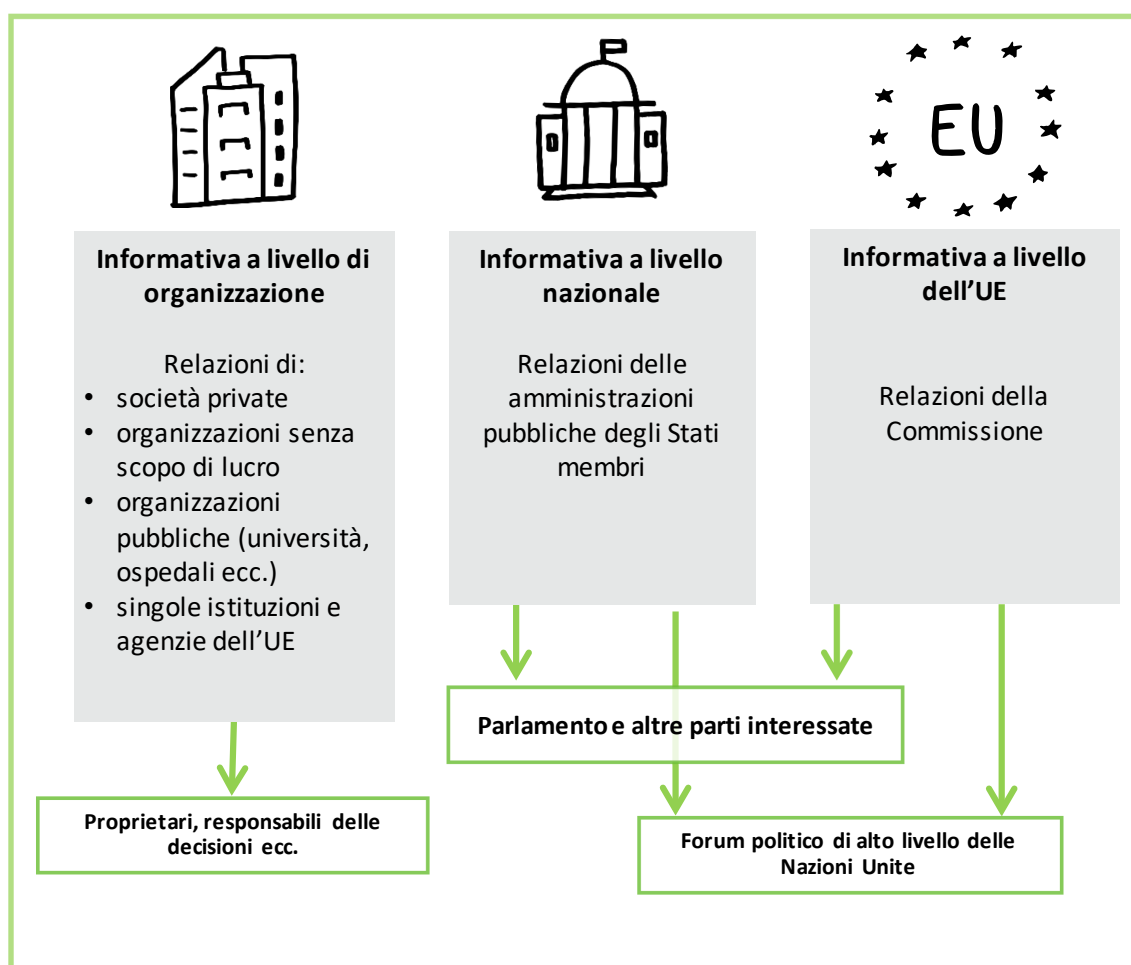 EU
Informativa a livello di
organizzazione
Relazioni di:
• società private
• organizzazioni senza
scopo di lucro
• organizzazioni
pubbliche (università,
ospedali ecc.)
• singole istituzioni e
agenzie dell’UE
Informativa a livello
nazionale
Relazioni delle
amministrazioni
pubbliche degli Stati
membri
Informativa a livello
dell’UE
Relazioni della
Commissione
Parlamento e altre parti interessate
Proprietari, responsabili delle
decisioni ecc.
Forum politico di alto livello delle
Nazioni Unite